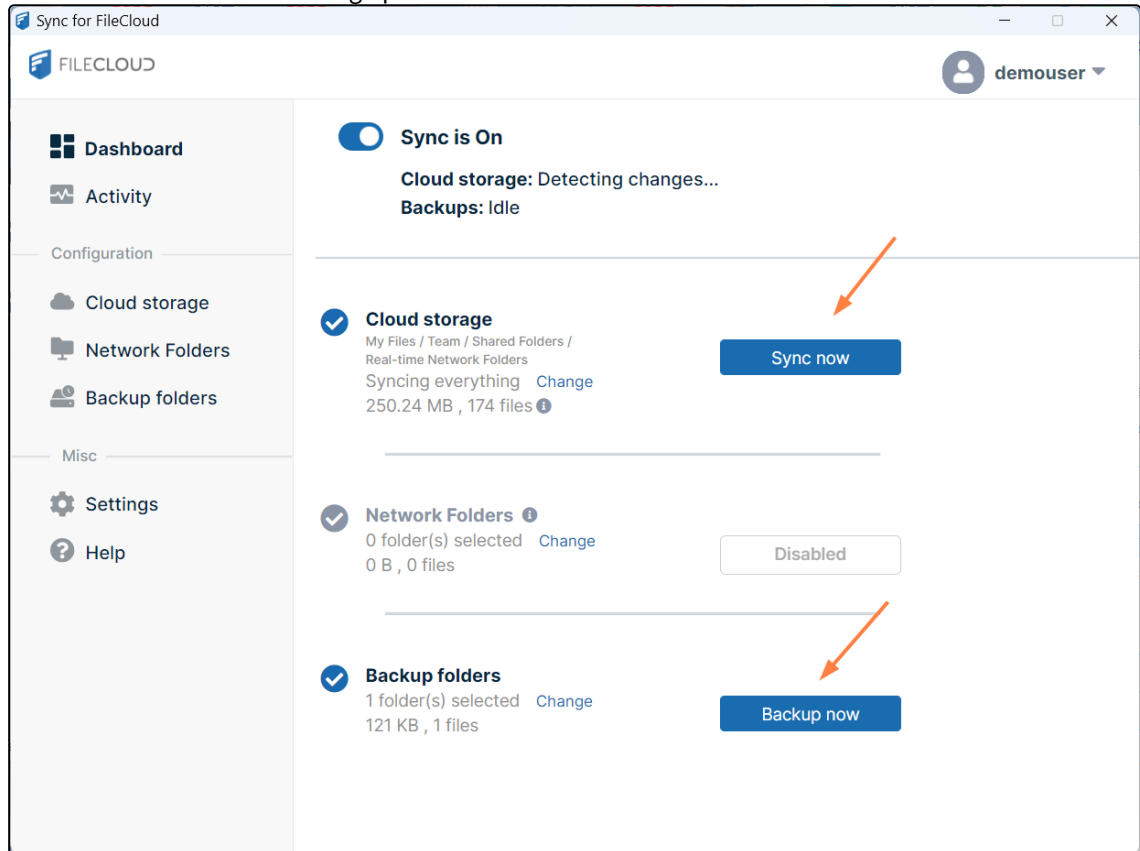 Sync for FileCloud
FILECLOUD
demouser
Dashboard
Activity
Configuration
Cloud storage
Network Folders
Backup folders
Misc
Settings
Help
Sync is On
Cloud storage: Detecting changes...
Backups: Idle
Cloud storage
My Files / Team / Shared Folders /
Real-time Network Folders
Syncing everything Change
250.24 MB , 174 files
Sync now
Network Folders
0 folder(s) selected Change
0 B , 0 files
Disabled
Backup folders
1 folder(s) selected Change
121 KB , 1 files
Backup now